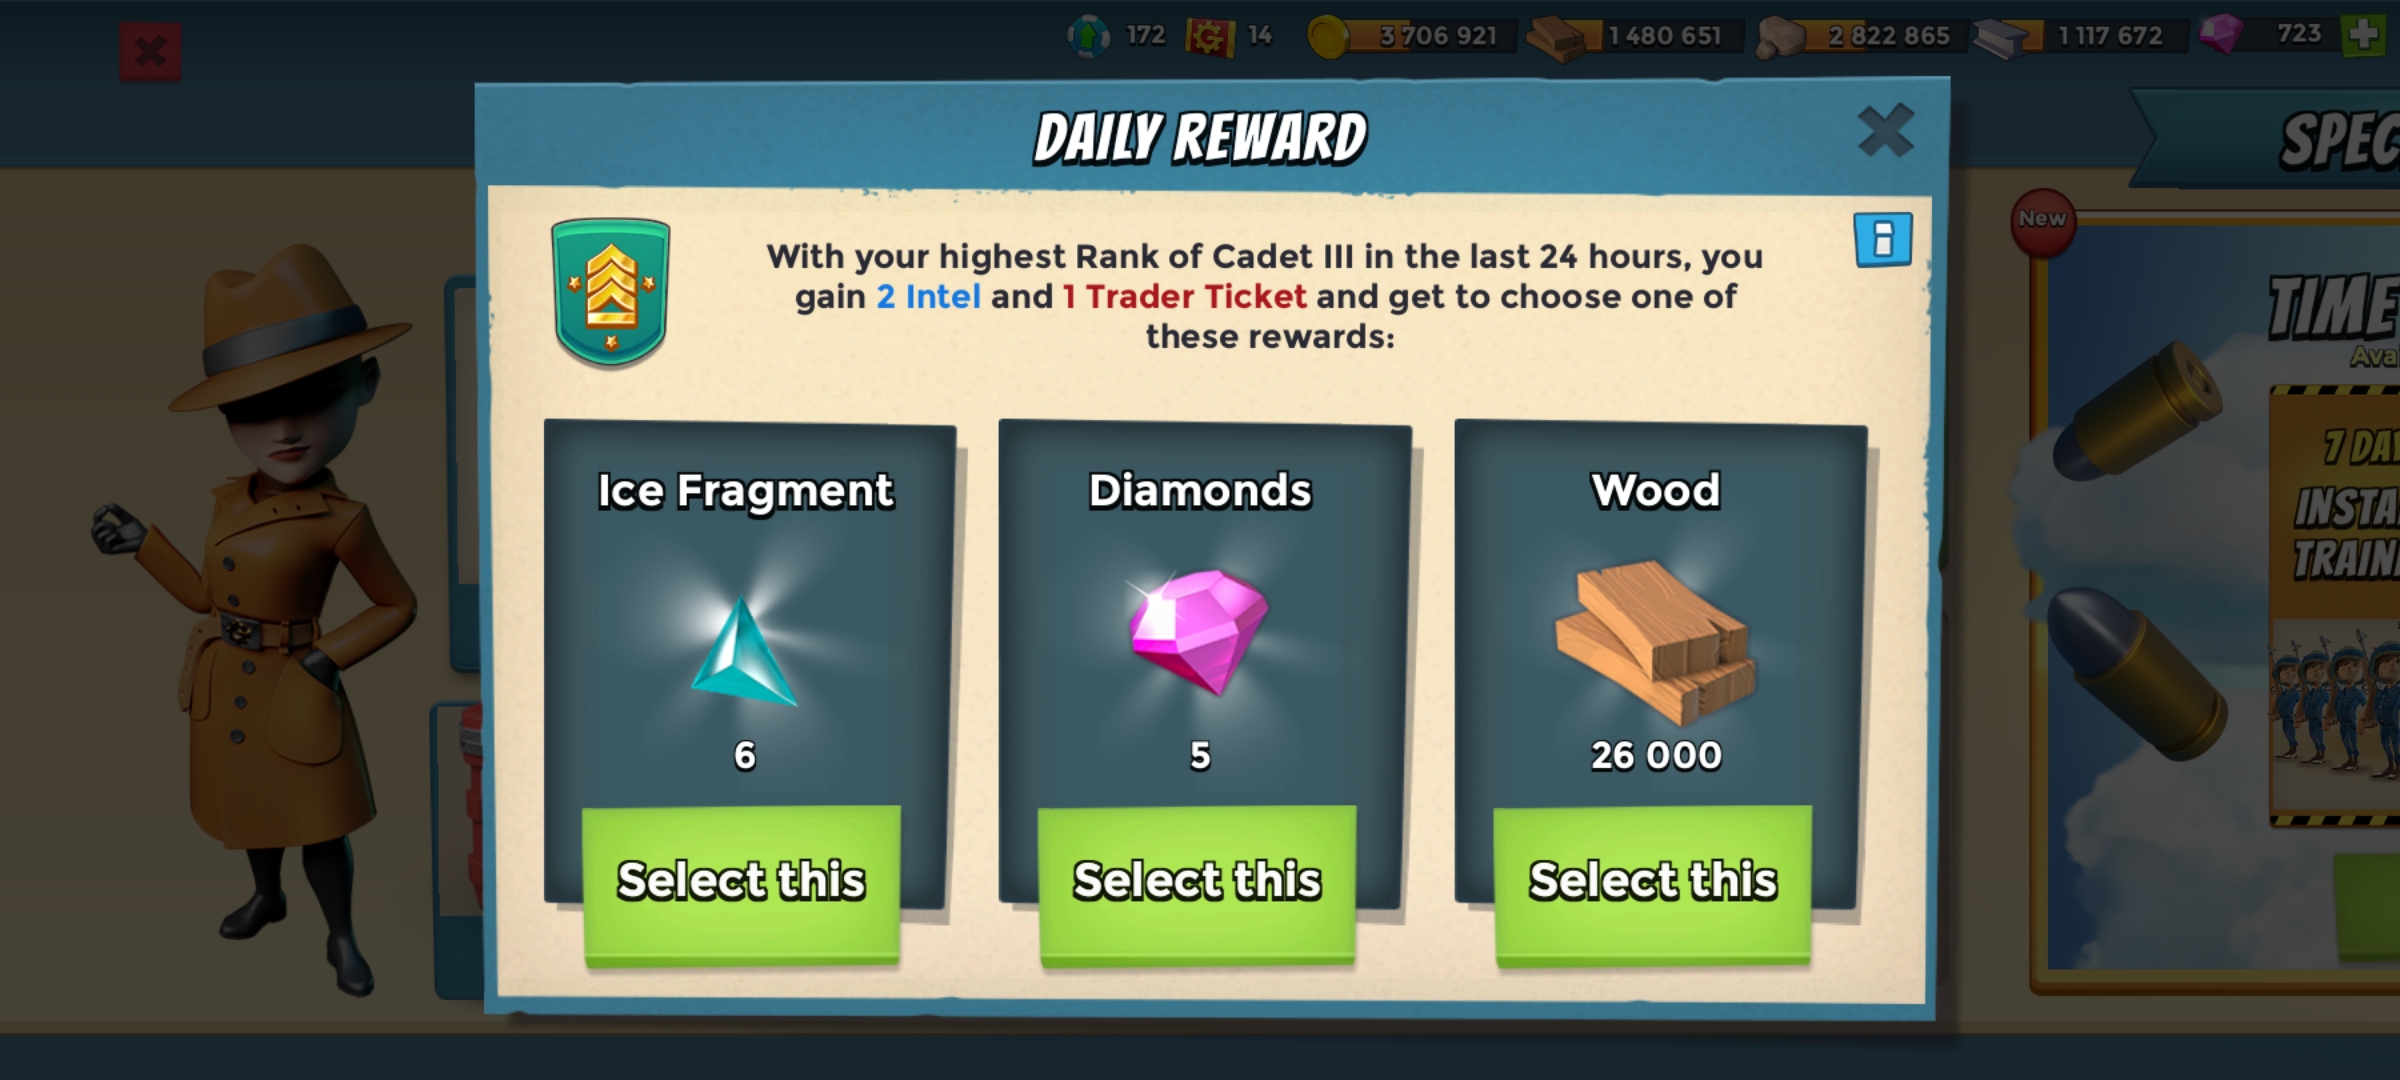 172 14 3 706 921 1 480 651 2 822 865 1 117 672 723
DAILY REWARD
With your highest Rank of Cadet III in the last 24 hours, you
gain 2 Intel and 1 Trader Ticket and get to choose one of
these rewards:
Ice Fragment
6
Select this
Diamonds
5
Select this
Wood
26 000
Select this
New